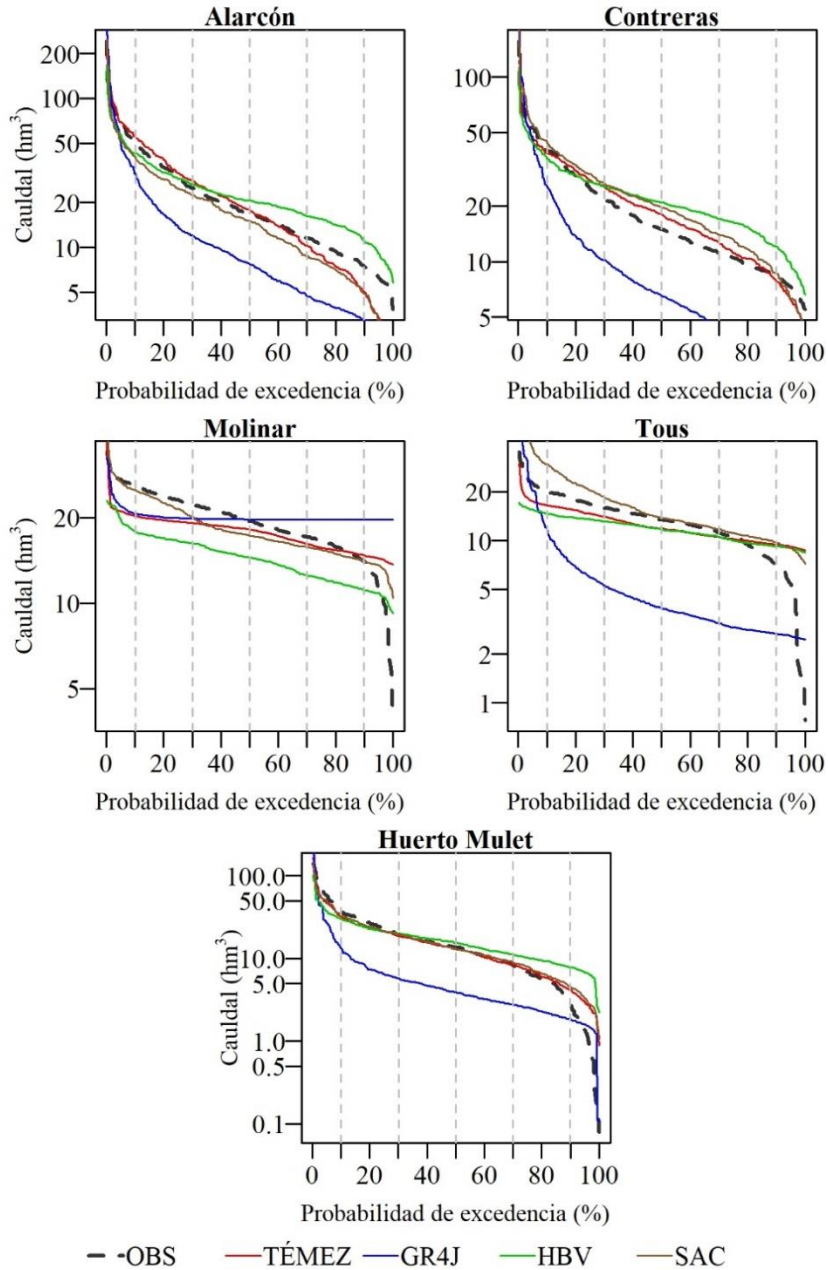 Alarcón
Contreras
Cauldal (hm³)
200
100
50
20
10
5
100
50
20
10
5
0 20 40 60 80 100
0 20 40 60 80 100
Probabilidad de excedencia (%)
Probabilidad de excedencia (%)
Molinar
Tous
Cauldal (hm³)
20
10
5
20
10
5
2
1
0 20 40 60 80 100
0 20 40 60 80 100
Probabilidad de excedencia (%)
Probabilidad de excedencia (%)
Huerto Mulet
Cauldal (hm³)
100.0
50.0
10.0
5.0
1.0
0.5
0.1
0 20 40 60 80 100
Probabilidad de excedencia (%)
OBS TÉMEZ GR4J HBV SAC